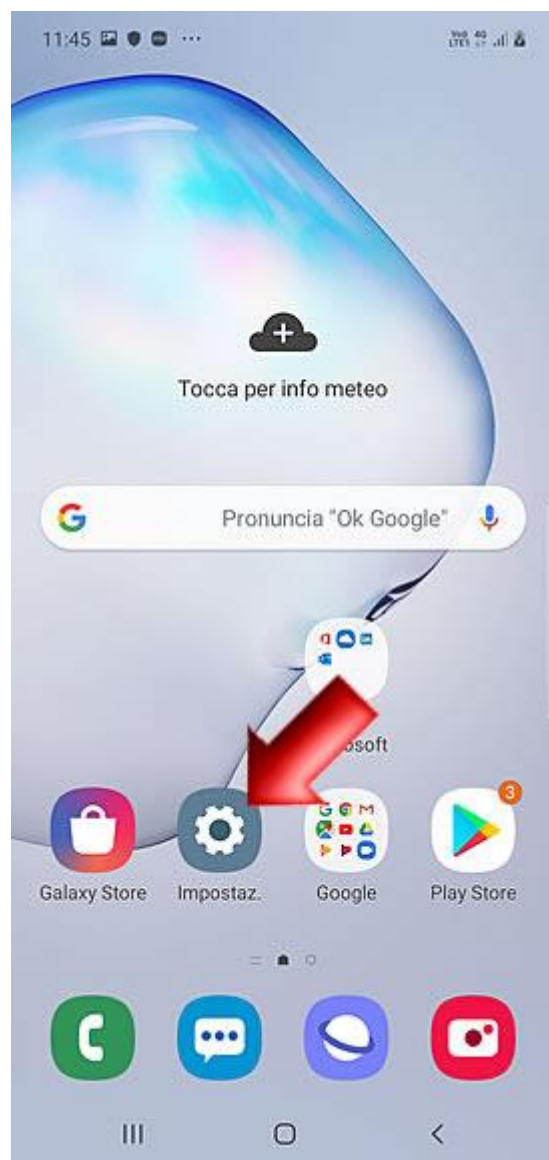 11:45
Tocca per info meteo
Pronuncia "Ok Google"
osoft
3
Galaxy Store
Impostaz.
Google
Play Store